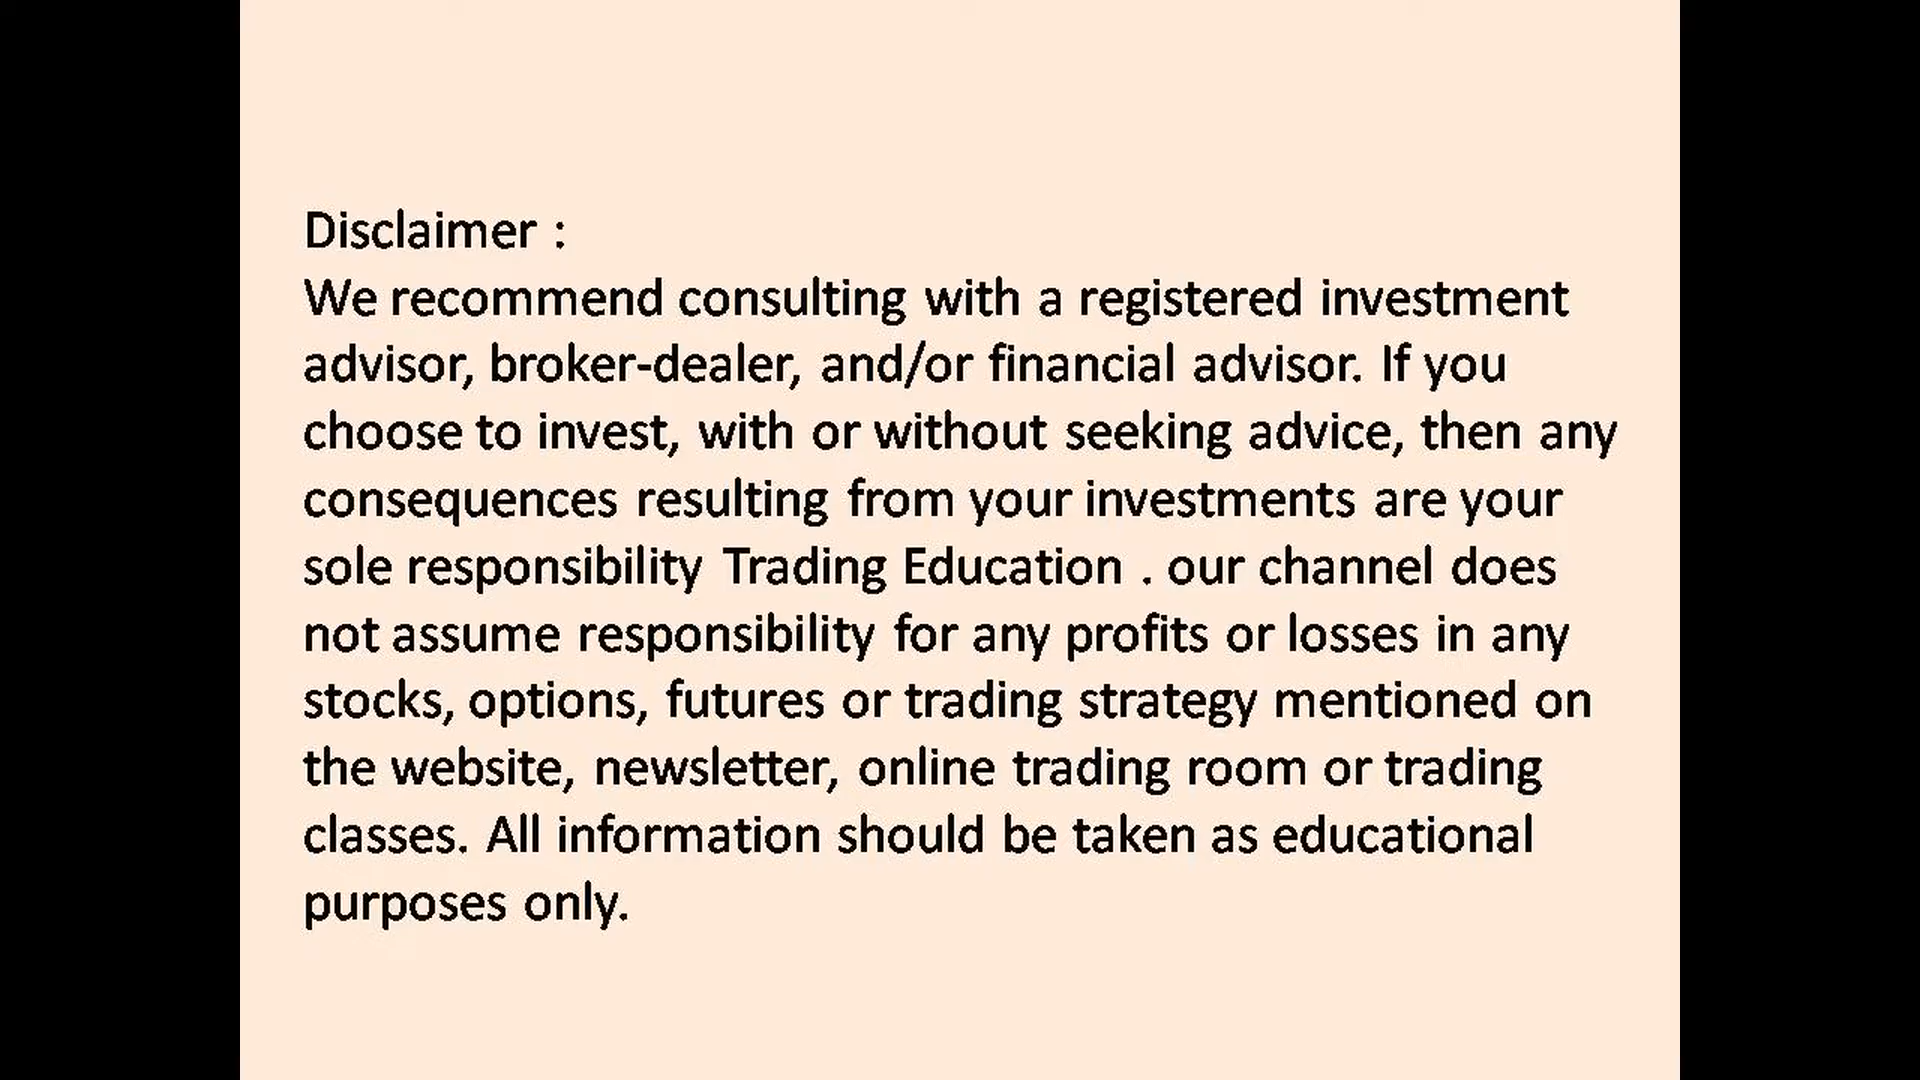 Disclaimer :
We recommend consulting with a registered investment
advisor, broker-dealer, and/or financial advisor. If you
choose to invest, with or without seeking advice, then any
consequences resulting from your investments are your
sole responsibility Trading Education . our channel does
not assume responsibility for any profits or losses in any
stocks, options, futures or trading strategy mentioned on
the website, newsletter, online trading room or trading
classes. All information should be taken as educational
purposes only.